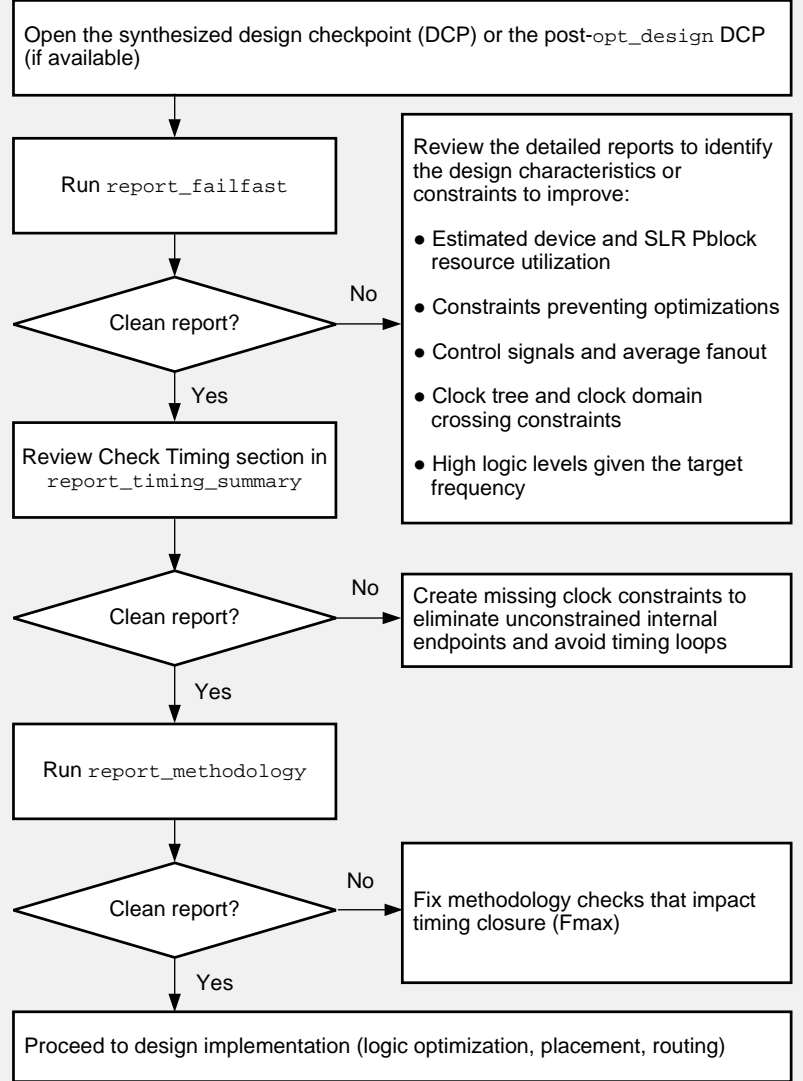 Open the synthesized design checkpoint (DCP) or the post-opt_design DCP
(if available)
Run report_failfast
Review the detailed reports to identify
the design characteristics or
constraints to improve:
● Estimated device and SLR Pblock
resource utilization
● Constraints preventing optimizations
● Control signals and average fanout
● Clock tree and clock domain
crossing constraints
● High logic levels given the target
frequency
Clean report?
No
Yes
Review Check Timing section in
report_timing_summary
Clean report?
No
Create missing clock constraints to
eliminate unconstrained internal
endpoints and avoid timing loops
Yes
Run report_methodology
Clean report?
No
Fix methodology checks that impact
timing closure (Fmax)
Yes
Proceed to design implementation (logic optimization, placement, routing)